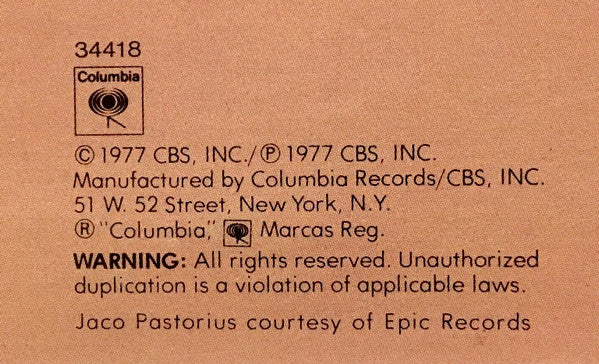 34418
Columbia
© 1977 CBS, INC./℗ 1977 CBS, INC.
Manufactured by Columbia Records/CBS, INC.
51 W. 52 Street, New York, N.Y.
® "Columbia," Marcas Reg.
WARNING: All rights reserved. Unauthorized
duplication is a violation of applicable laws.
Jaco Pastorius courtesy of Epic Records